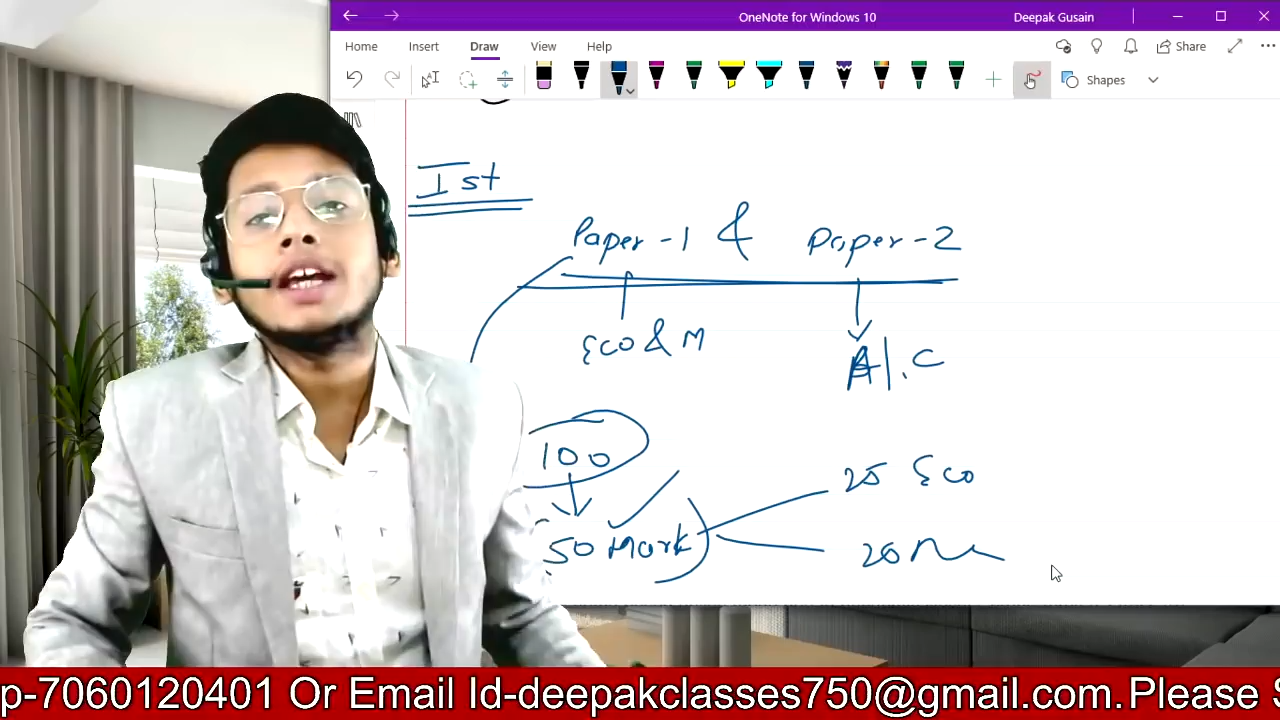 OneNote for Windows 10
Deepak Gusain
Home Insert Draw View Help
Share
Shapes
Ist
Paper-1 & Paper-2
Eco & M
A|.C
100
50 Mark
25 Eco
p-7060120401 Or Email Id-deepakclasses750@gmail.com. Please S